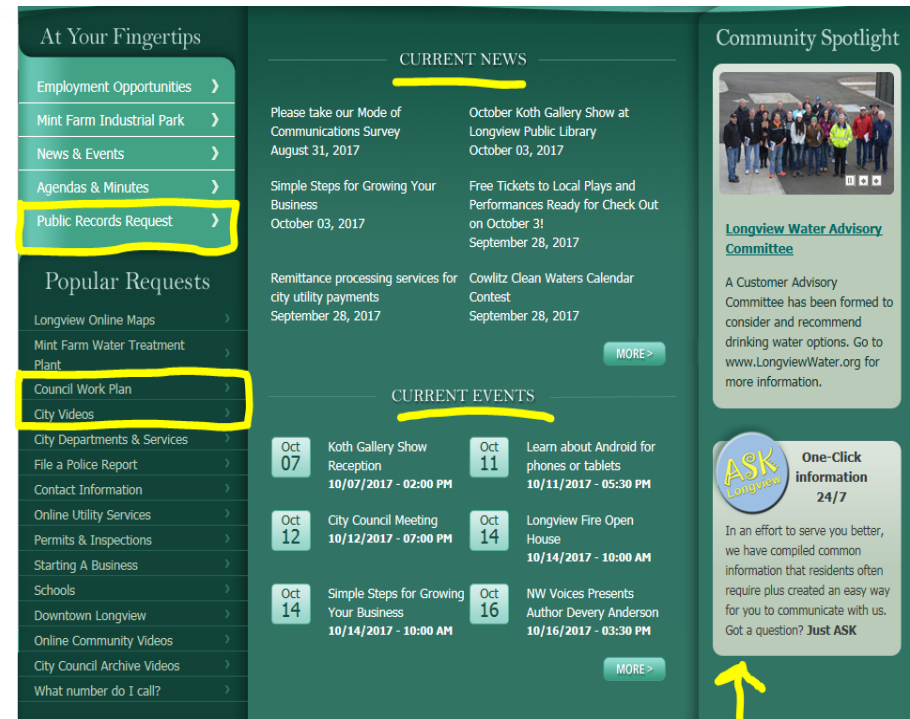 At Your Fingertips
Employment Opportunities
Mint Farm Industrial Park
News & Events
Agendas & Minutes
Public Records Request
Popular Requests
Longview Online Maps
Mint Farm Water Treatment
Plant
Council Work Plan
City Videos
City Departments & Services
File a Police Report
Contact Information
Online Utility Services
Permits & Inspections
Starting A Business
Schools
Downtown Longview
Online Community Videos
City Council Archive Videos
What number do I call?
CURRENT NEWS
Please take our Mode of
Communications Survey
August 31, 2017
October Koth Gallery Show at
Longview Public Library
October 03, 2017
Simple Steps for Growing Your
Business
October 03, 2017
Free Tickets to Local Plays and
Performances Ready for Check Out
on October 3!
September 28, 2017
Remittance processing services for
city utility payments
September 28, 2017
Cowlitz Clean Waters Calendar
Contest
September 28, 2017
MORE >
CURRENT EVENTS
Oct
07
Koth Gallery Show
Reception
10/07/2017 - 02:00 PM
Oct
11
Learn about Android for
phones or tablets
10/11/2017 - 05:30 PM
Oct
12
City Council Meeting
10/12/2017 - 07:00 PM
Oct
14
Longview Fire Open
House
10/14/2017 - 10:00 AM
Oct
14
Simple Steps for Growing
Your Business
10/14/2017 - 10:00 AM
Oct
16
NW Voices Presents
Author Devery Anderson
10/16/2017 - 03:30 PM
MORE >
Community Spotlight
Longview Water Advisory
Committee
A Customer Advisory
Committee has been formed to
consider and recommend
drinking water options. Go to
www.LongviewWater.org for
more information.
ASK
Longview
One-Click
information
24/7
In an effort to serve you better,
we have compiled common
information that residents often
require plus created an easy way
for you to communicate with us.
Got a question? Just ASK